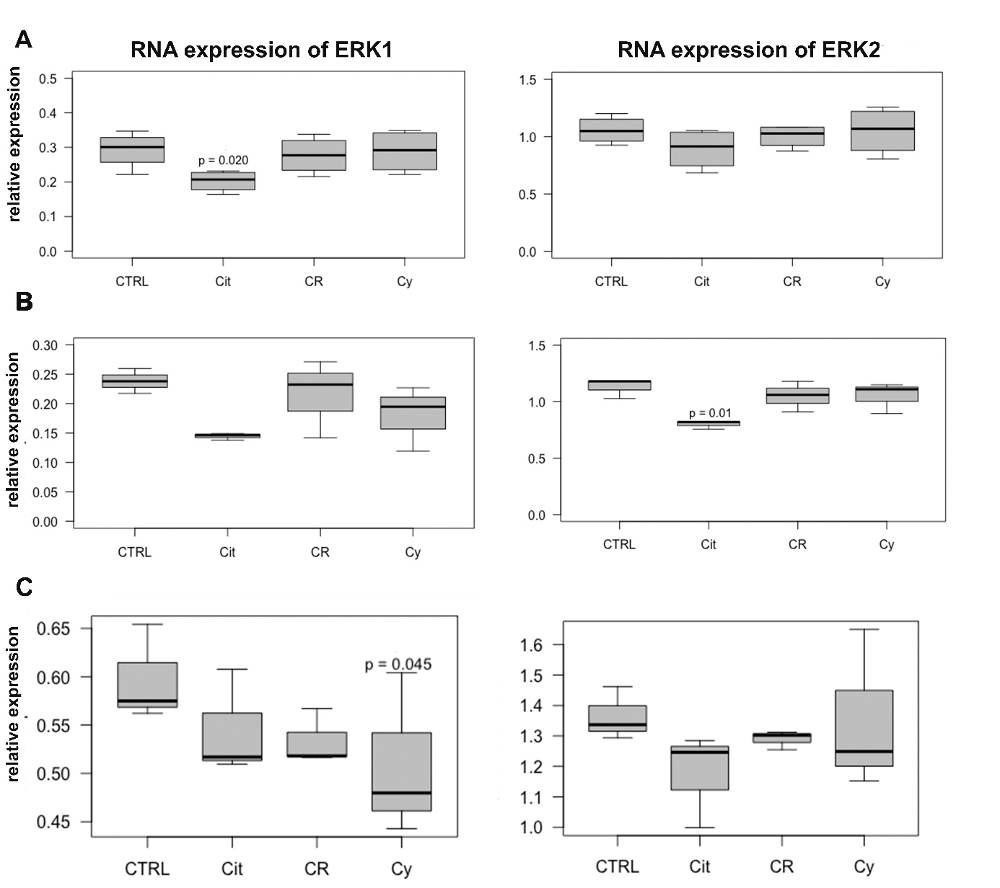 A
RNA expression of ERK1
RNA expression of ERK2
relative expression
0.5
0.4
0.3
0.2
0.1
0.0
p = 0.020
CTRL Cit CR Cy
1.5
1.0
0.5
0.0
CTRL Cit CR Cy
B
relative expression
0.30
0.25
0.20
0.15
0.10
0.05
0.00
CTRL Cit CR Cy
1.5
1.0
0.5
0.0
p = 0.01
CTRL Cit CR Cy
C
relative expression
0.65
0.60
0.55
0.50
0.45
p = 0.045
CTRL Cit CR Cy
1.6
1.5
1.4
1.3
1.2
1.1
1.0
CTRL Cit CR Cy